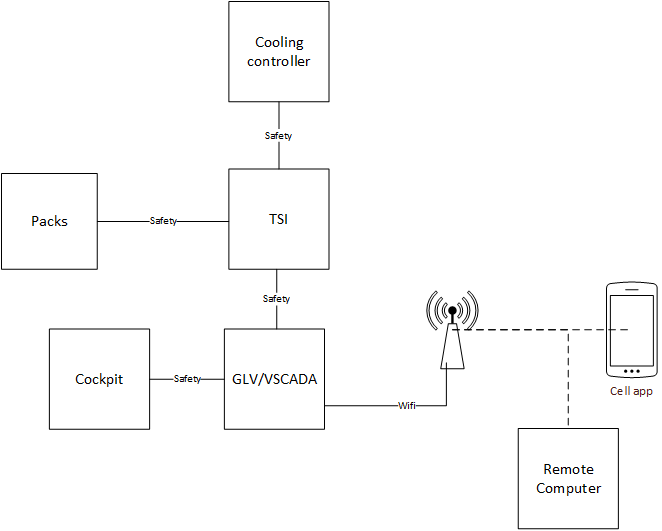 Cooling
controller
Safety
Packs
Safety
TSI
Safety
Cockpit
Safety
GLV/VSCADA
Wifi
Cell app
Remote
Computer